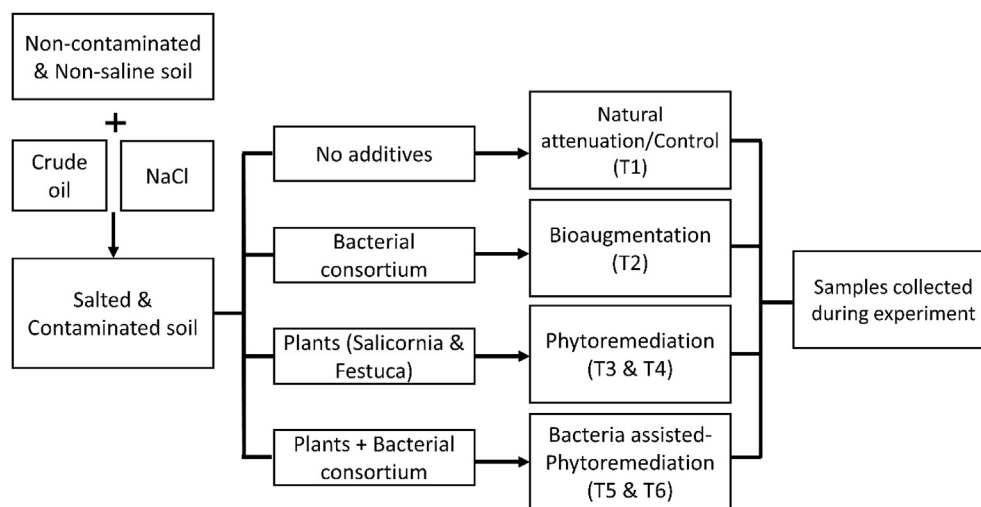 Non-contaminated
& Non-saline soil
+
Crude
oil
NaCl
Salted &
Contaminated soil
No additives
Bacterial
consortium
Plants (Salicornia &
Festuca)
Plants + Bacterial
consortium
Natural
attenuation/Control
(T1)
Bioaugmentation
(T2)
Phytoremediation
(T3 & T4)
Bacteria assisted-
Phytoremediation
(T5 & T6)
Samples collected
during experiment